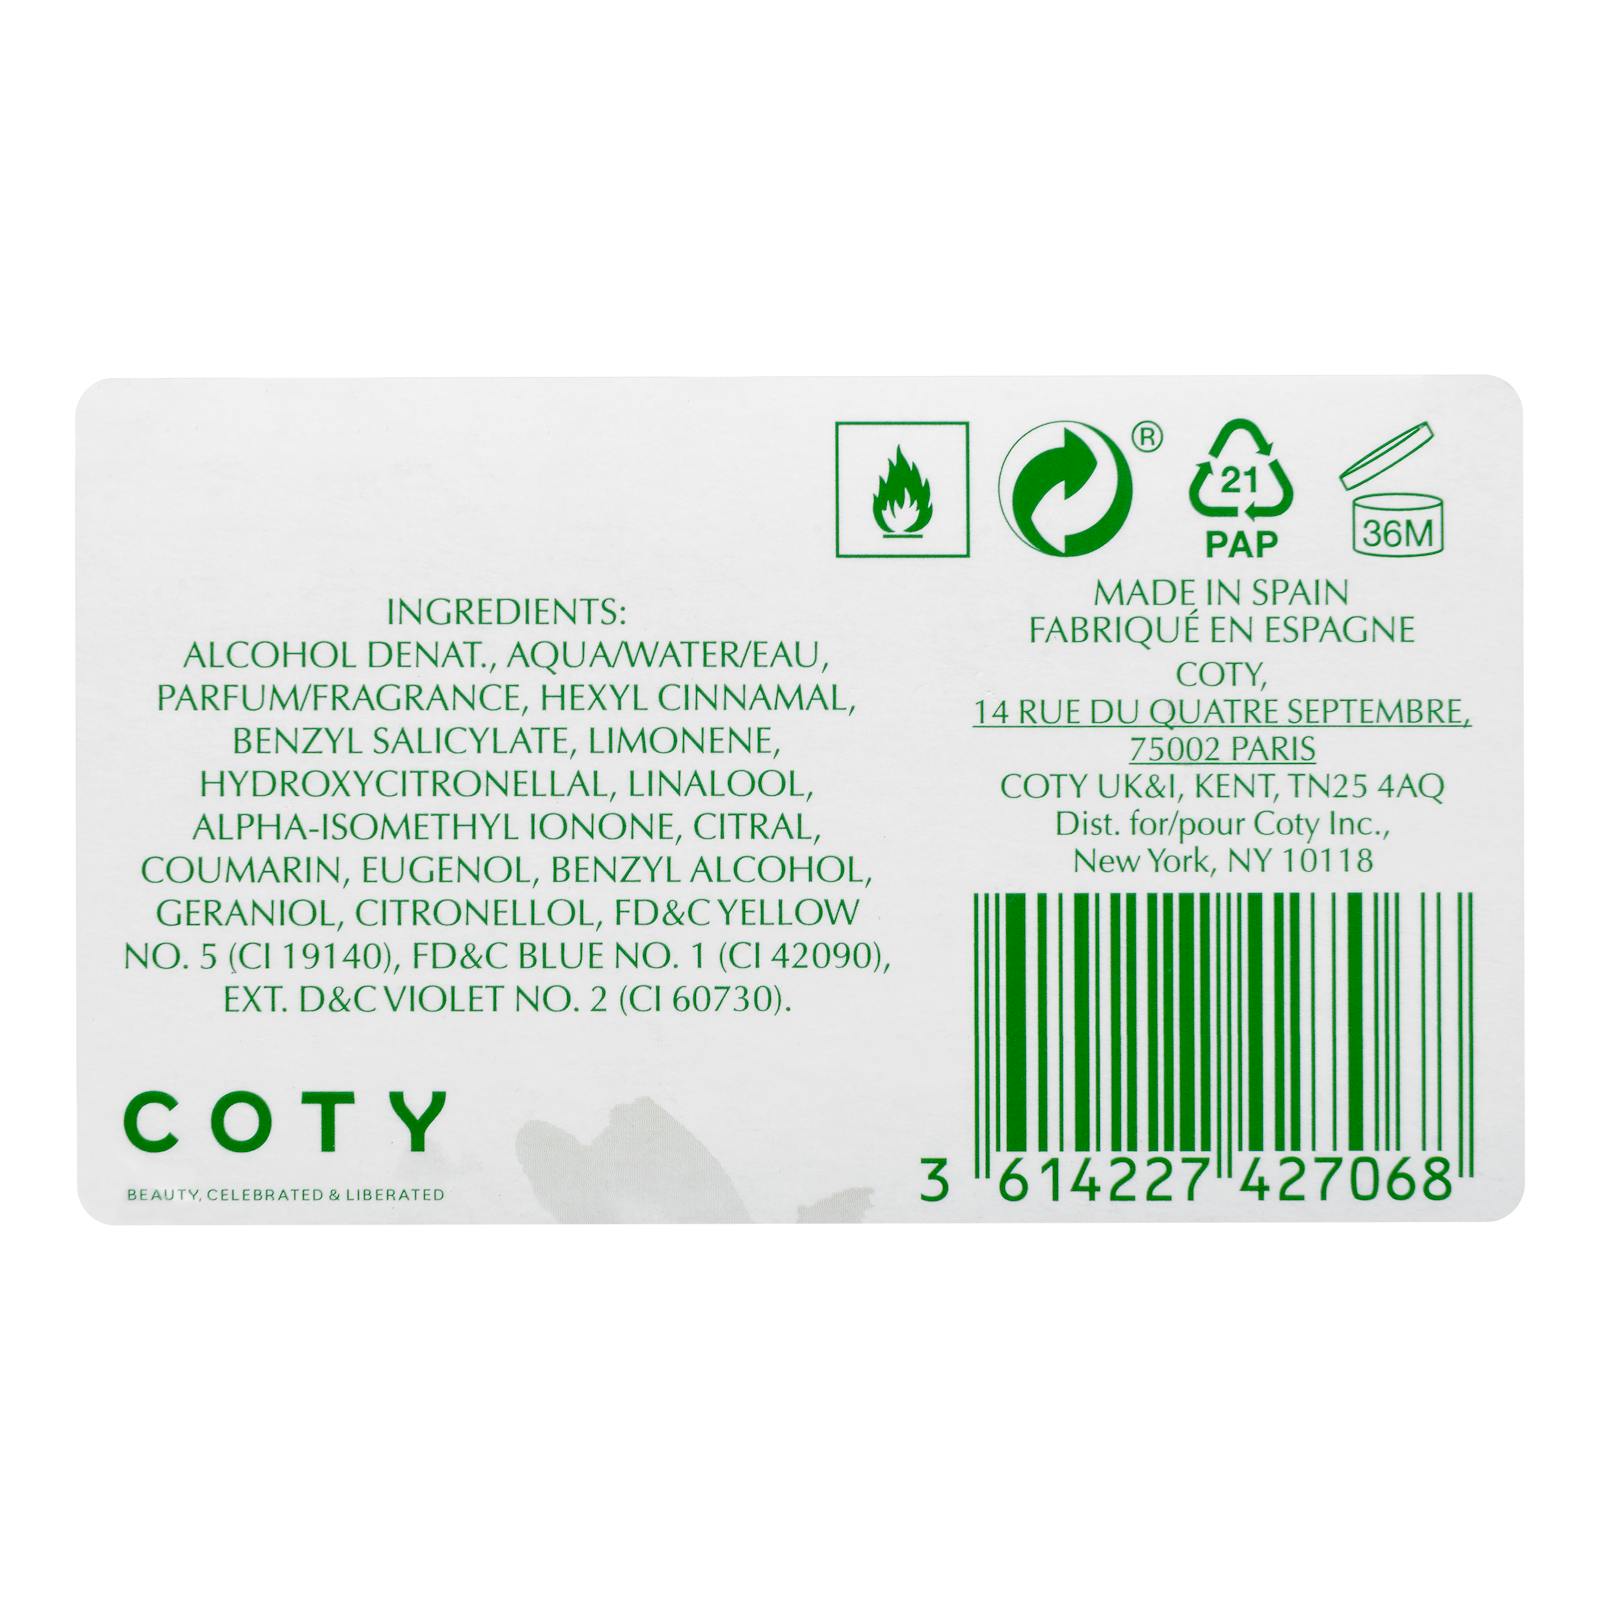 ®
21
PAP
36M
INGREDIENTS:
ALCOHOL DENAT., AQUA/WATER/EAU,
PARFUM/FRAGRANCE, HEXYL CINNAMAL,
BENZYL SALICYLATE, LIMONENE,
HYDROXYCITRONELLAL, LINALOOL,
ALPHA-ISOMETHYL IONONE, CITRAL,
COUMARIN, EUGENOL, BENZYL ALCOHOL,
GERANIOL, CITRONELLOL, FD&C YELLOW
NO. 5 (CI 19140), FD&C BLUE NO. 1 (CI 42090),
EXT. D&C VIOLET NO. 2 (CI 60730).
COTY
BEAUTY, CELEBRATED & LIBERATED
MADE IN SPAIN
FABRIQUÉ EN ESPAGNE
COTY,
14 RUE DU QUATRE SEPTEMBRE,
75002 PARIS
COTY UK&I, KENT, TN25 4AQ
Dist. for/pour Coty Inc.,
New York, NY 10118
3 614227 427068